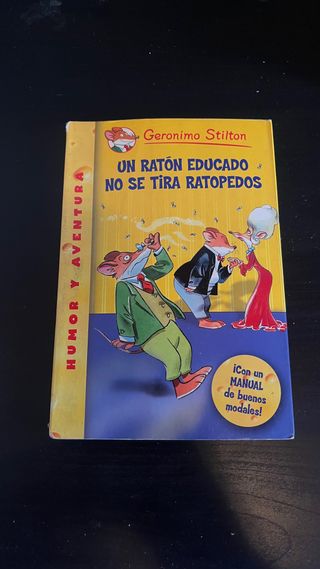 Geronimo Stilton
UN RATÓN EDUCADO
NO SE TIRA RATOPEDOS
HUMOR Y AVENTURA
¡Con un
MANUAL
de buenos
modales!